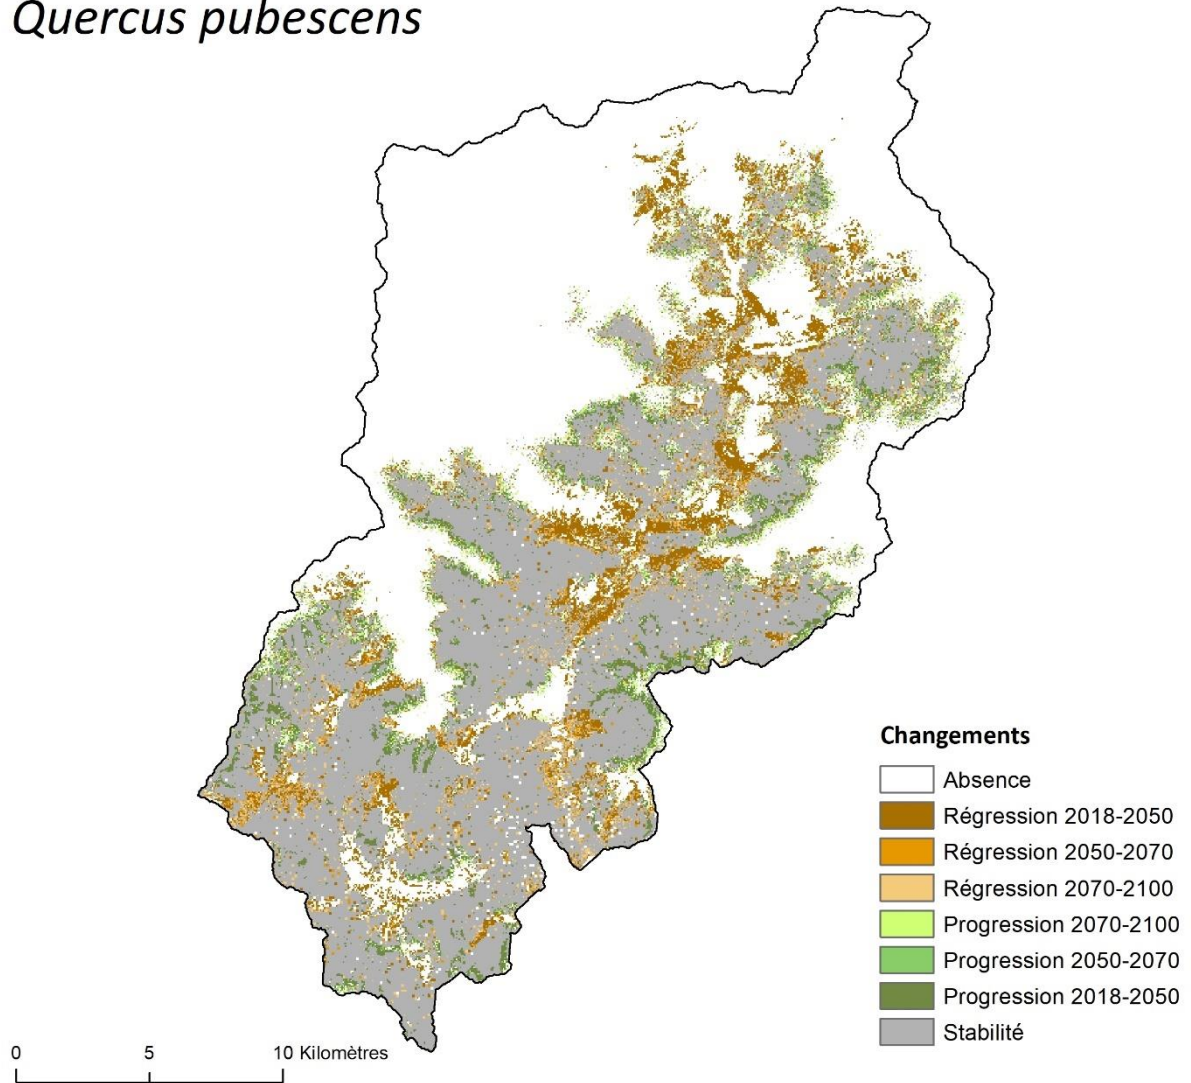 Quercus pubescens
Changements
Absence
Régression 2018-2050
Régression 2050-2070
Régression 2070-2100
Progression 2070-2100
Progression 2050-2070
Progression 2018-2050
Stabilité
0 5 10 Kilomètres